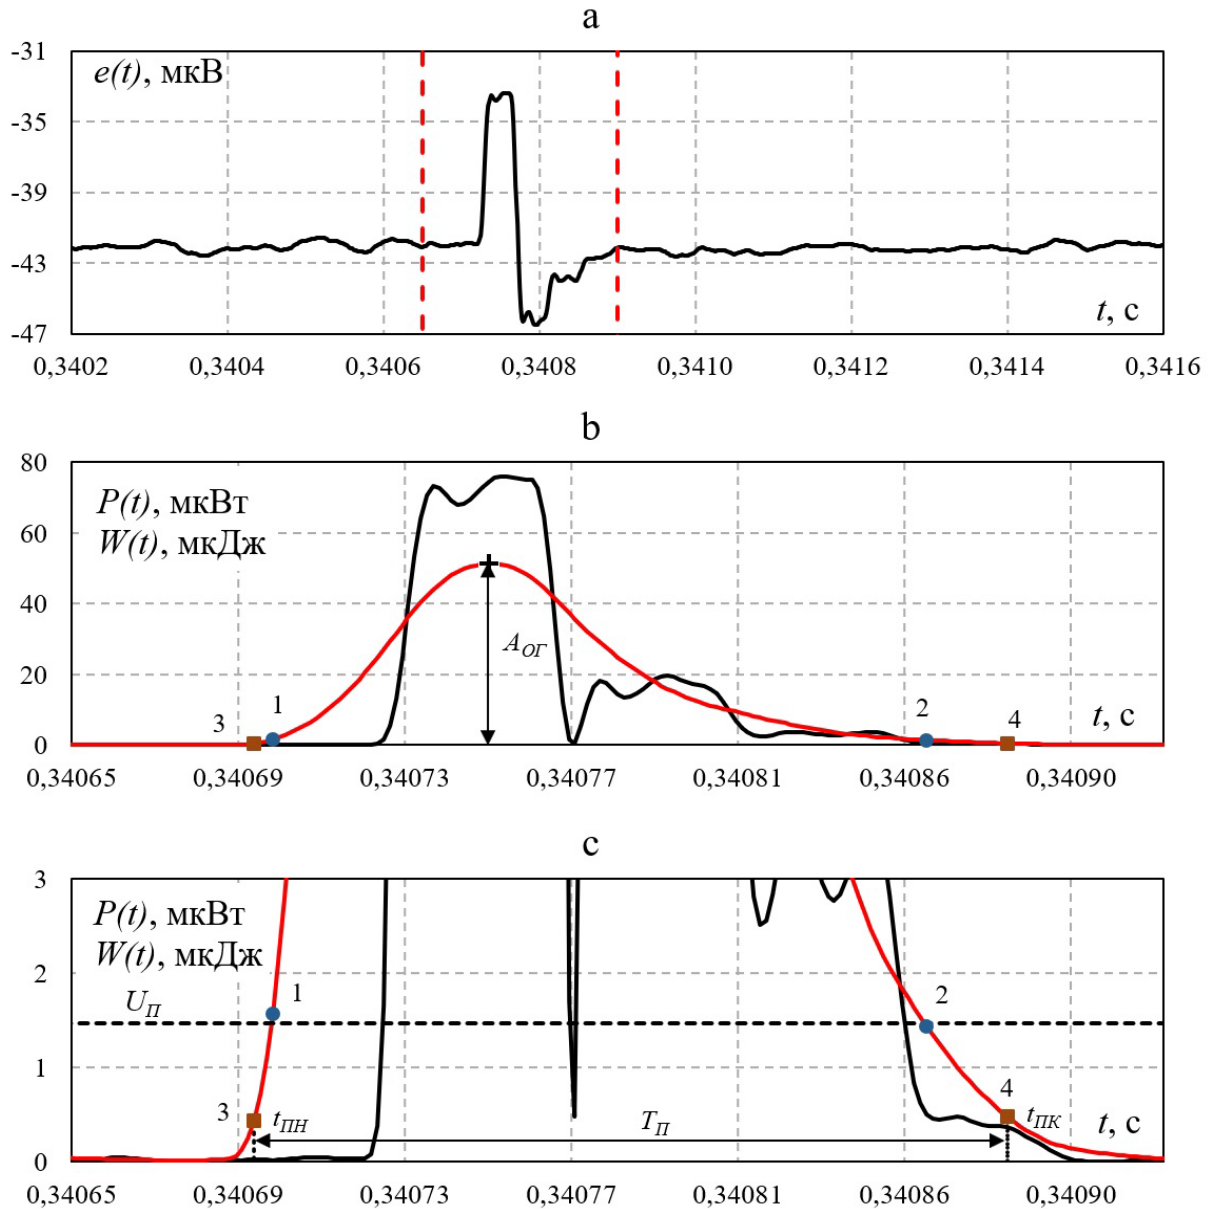 a
-31
e(t), мкВ
-35
-39
-43
-47
t, с
0,3402 0,3404 0,3406 0,3408 0,3410 0,3412 0,3414 0,3416
b
80
P(t), мкВт
W(t), мкДж
60
40
A_ОГ
20
3 1 2 4 t, с
0
0,34065 0,34069 0,34073 0,34077 0,34081 0,34086 0,34090
c
3
P(t), мкВт
W(t), мкДж
2
U_П 1 2
1
3 t_ПН T_П 4 t_ПК t, с
0
0,34065 0,34069 0,34073 0,34077 0,34081 0,34086 0,34090